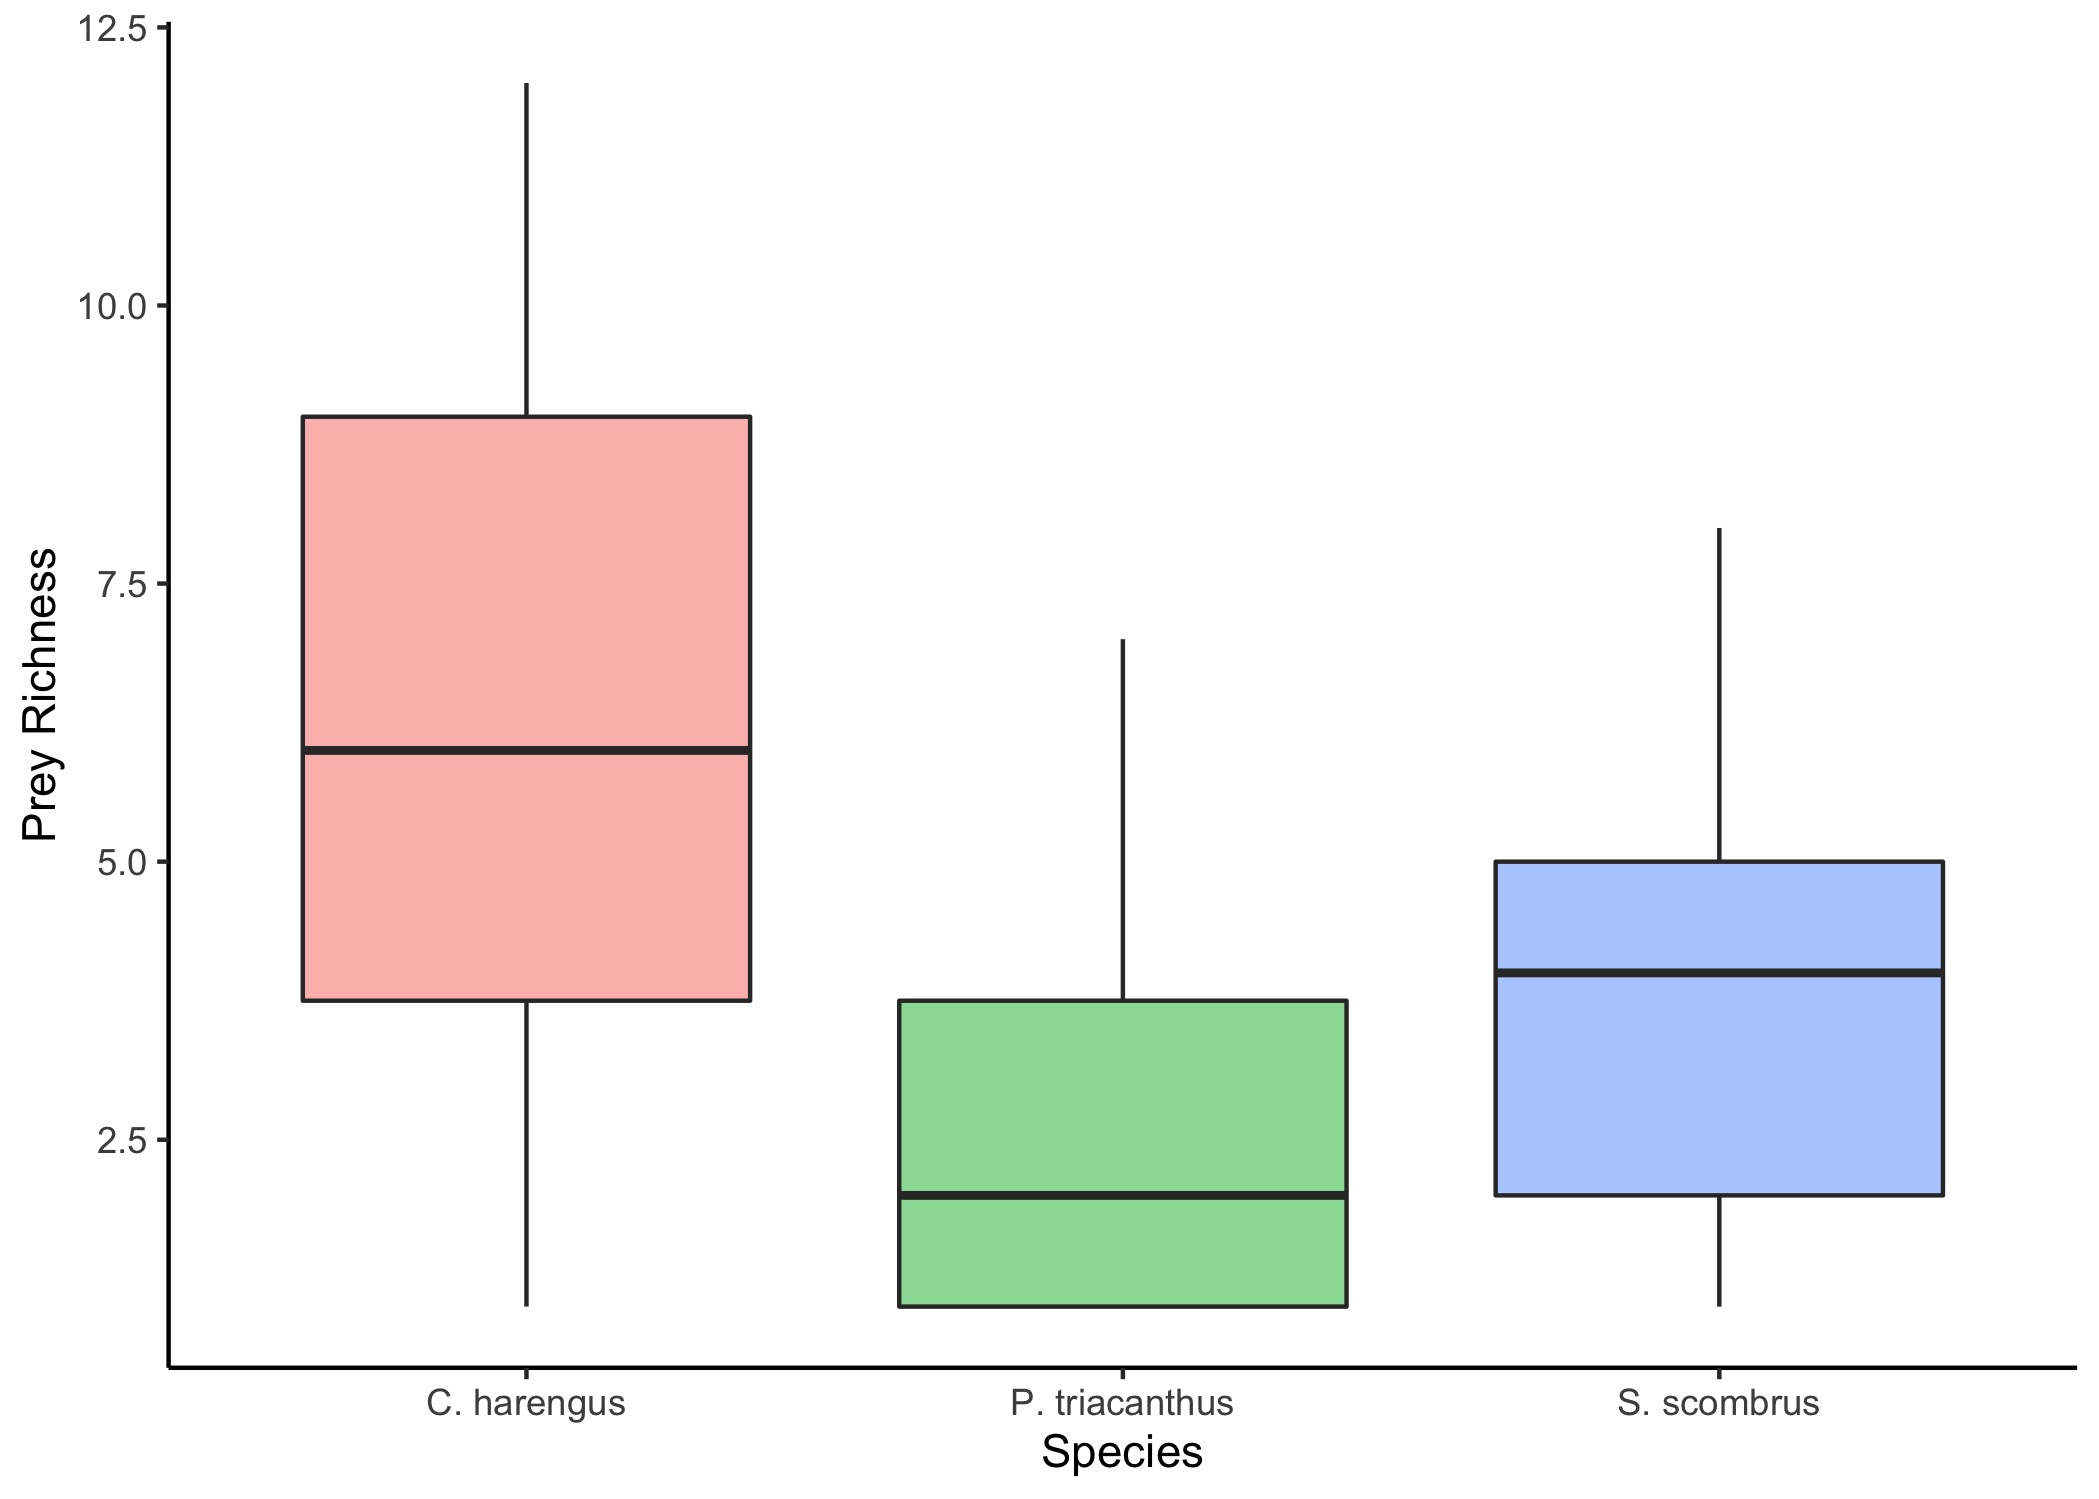 12.5
10.0
7.5
5.0
2.5
Prey Richness
C. harengus
P. triacanthus
S. scombrus
Species